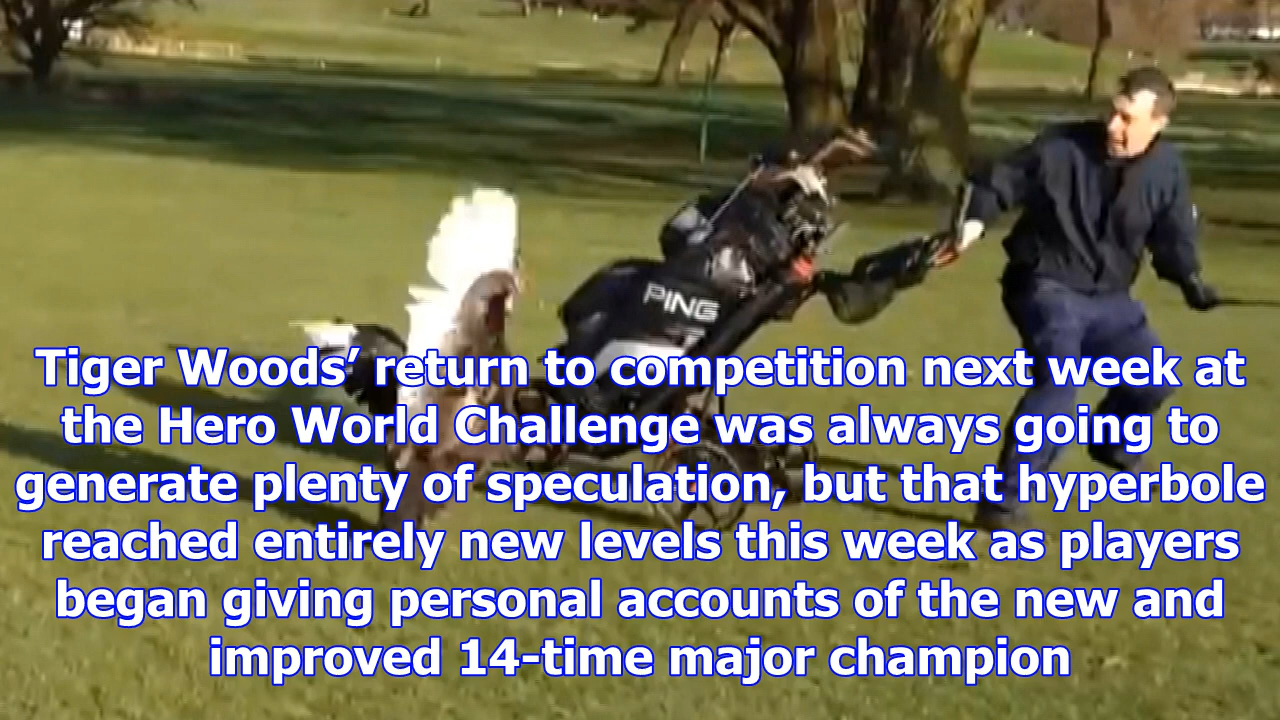 PING
Tiger Woods’ return to competition next week at
the Hero World Challenge was always going to
generate plenty of speculation, but that hyperbole
reached entirely new levels this week as players
began giving personal accounts of the new and
improved 14-time major champion